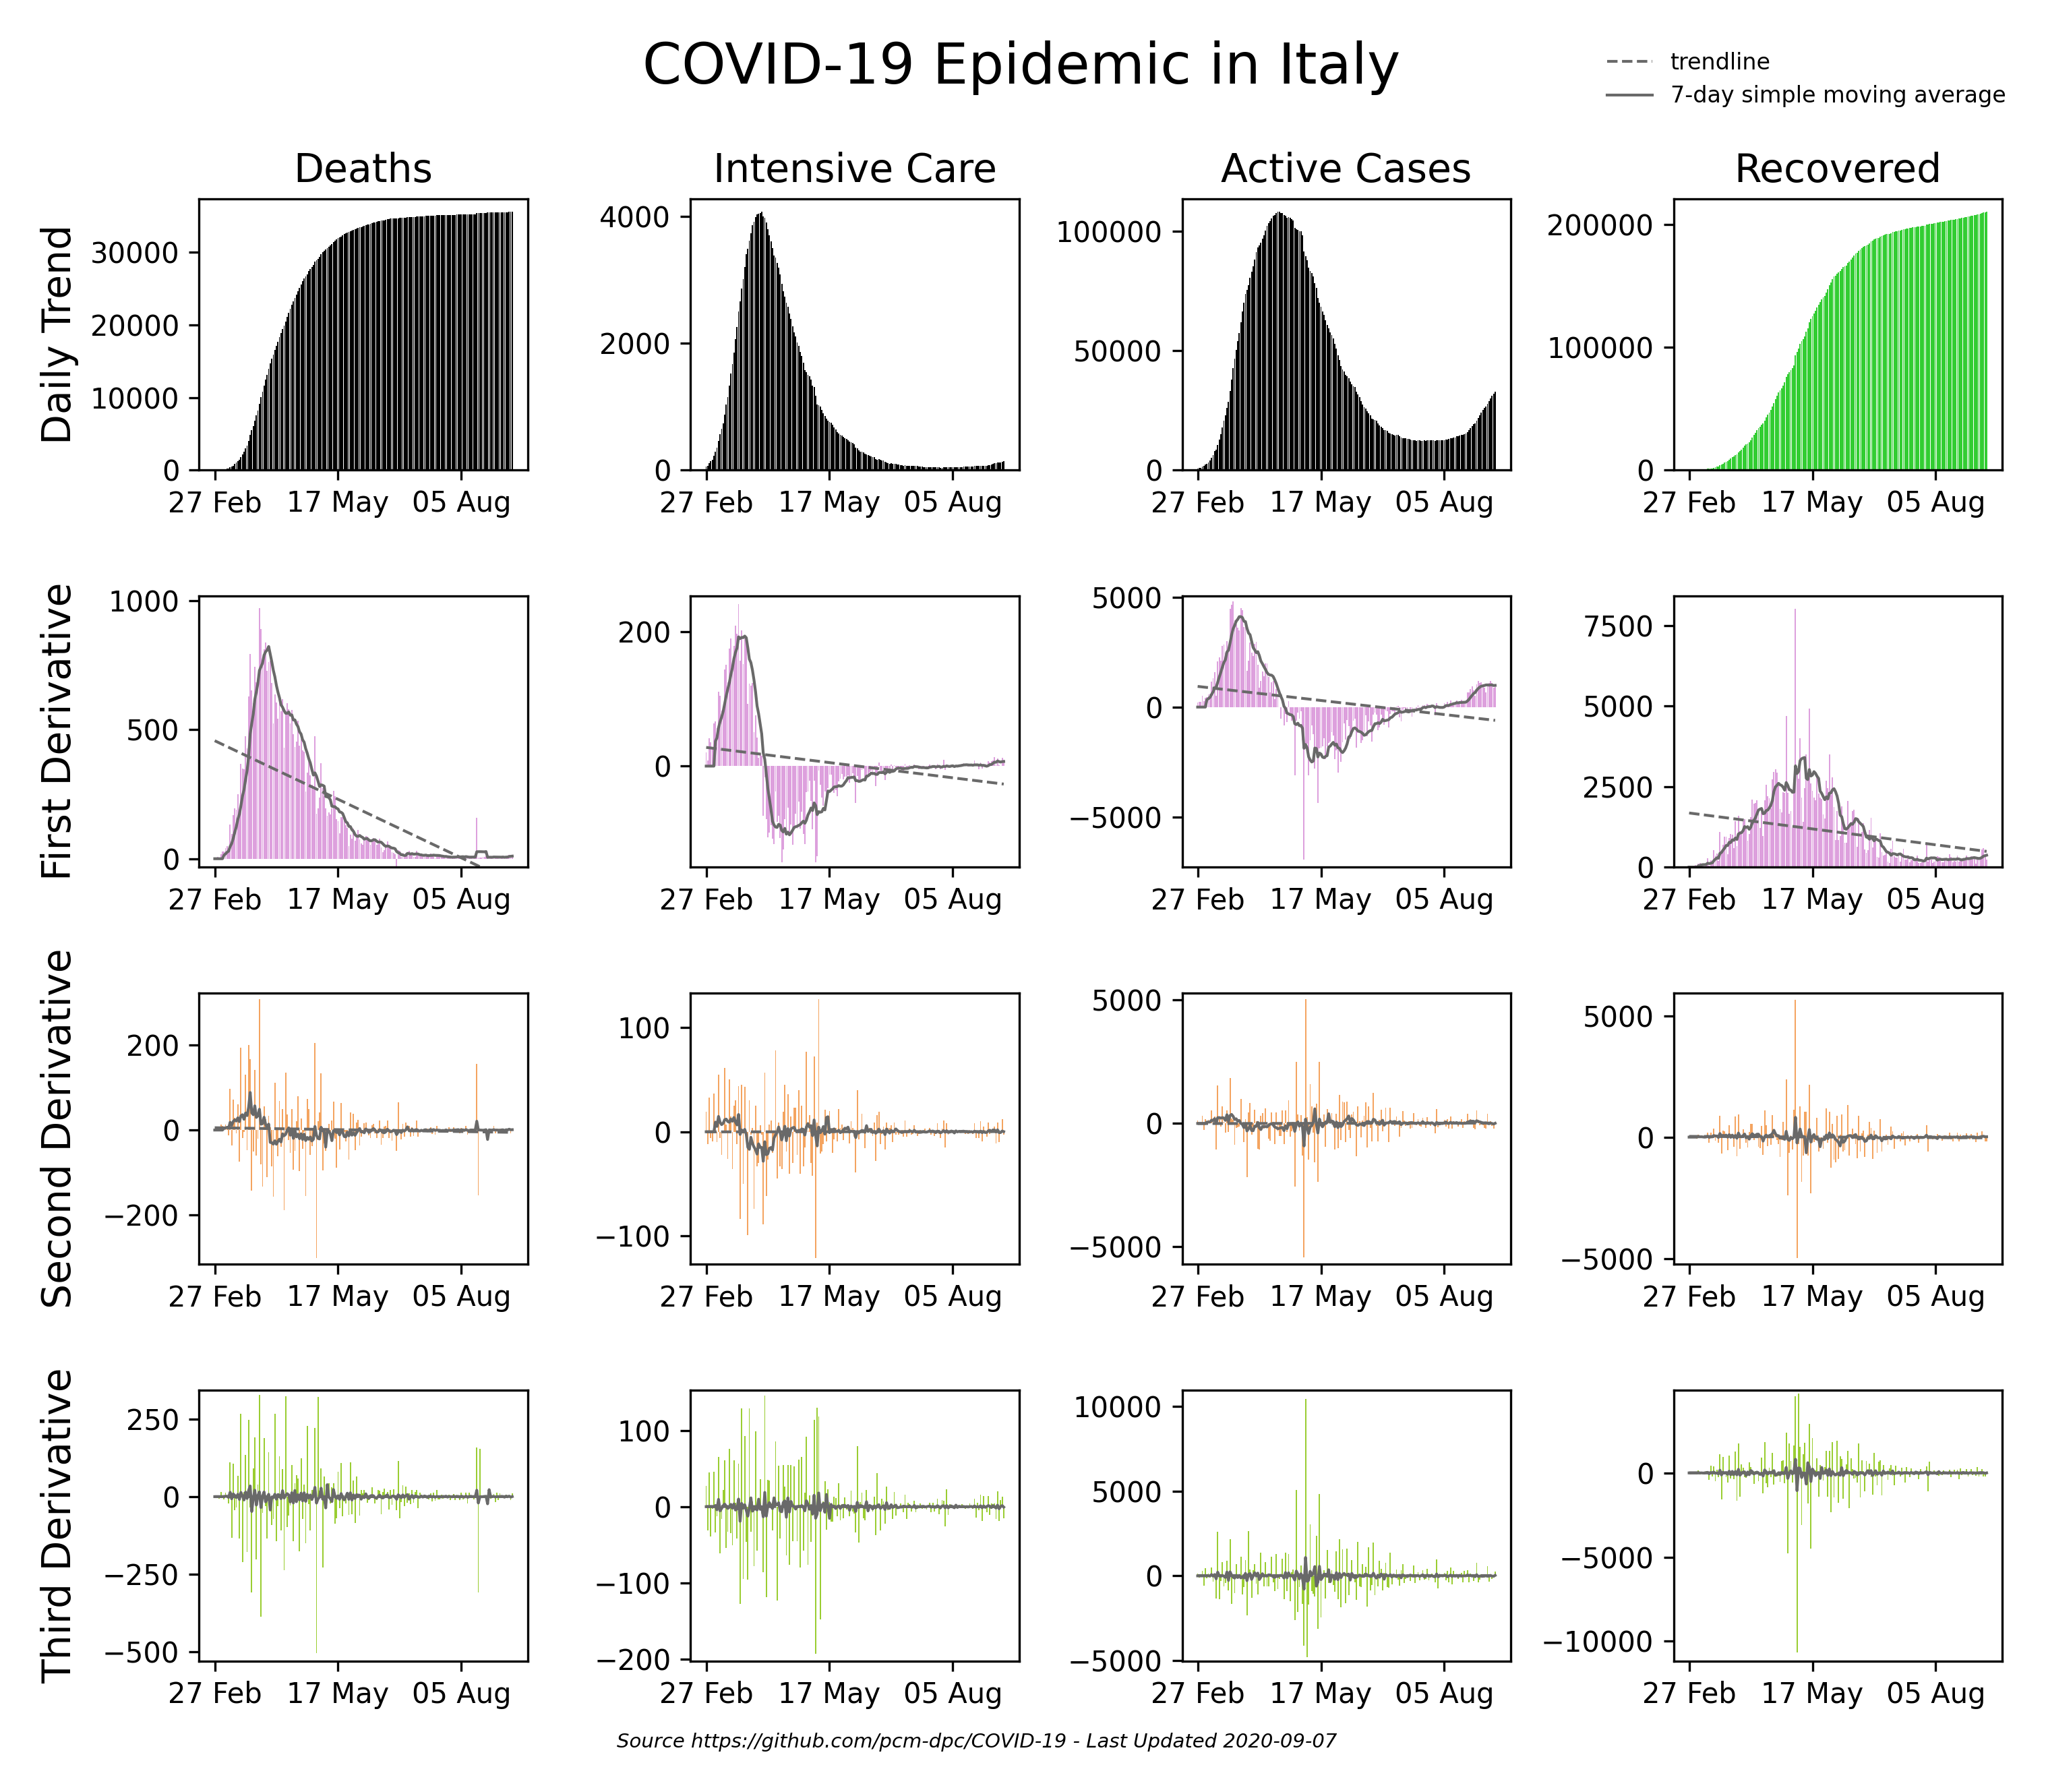 COVID-19 Epidemic in Italy
trendline
7-day simple moving average
Deaths
Intensive Care
Active Cases
Recovered
Daily Trend
30000
20000
10000
0
27 Feb 17 May 05 Aug
4000
2000
0
27 Feb 17 May 05 Aug
100000
50000
0
27 Feb 17 May 05 Aug
200000
100000
0
27 Feb 17 May 05 Aug
First Derivative
1000
500
0
27 Feb 17 May 05 Aug
200
0
27 Feb 17 May 05 Aug
5000
0
−5000
27 Feb 17 May 05 Aug
7500
5000
2500
0
27 Feb 17 May 05 Aug
Second Derivative
200
0
−200
27 Feb 17 May 05 Aug
100
0
−100
27 Feb 17 May 05 Aug
5000
0
−5000
27 Feb 17 May 05 Aug
5000
0
−5000
27 Feb 17 May 05 Aug
Third Derivative
250
0
−250
−500
27 Feb 17 May 05 Aug
100
0
−100
−200
27 Feb 17 May 05 Aug
10000
5000
0
−5000
27 Feb 17 May 05 Aug
0
−5000
−10000
27 Feb 17 May 05 Aug
Source https://github.com/pcm-dpc/COVID-19 - Last Updated 2020-09-07